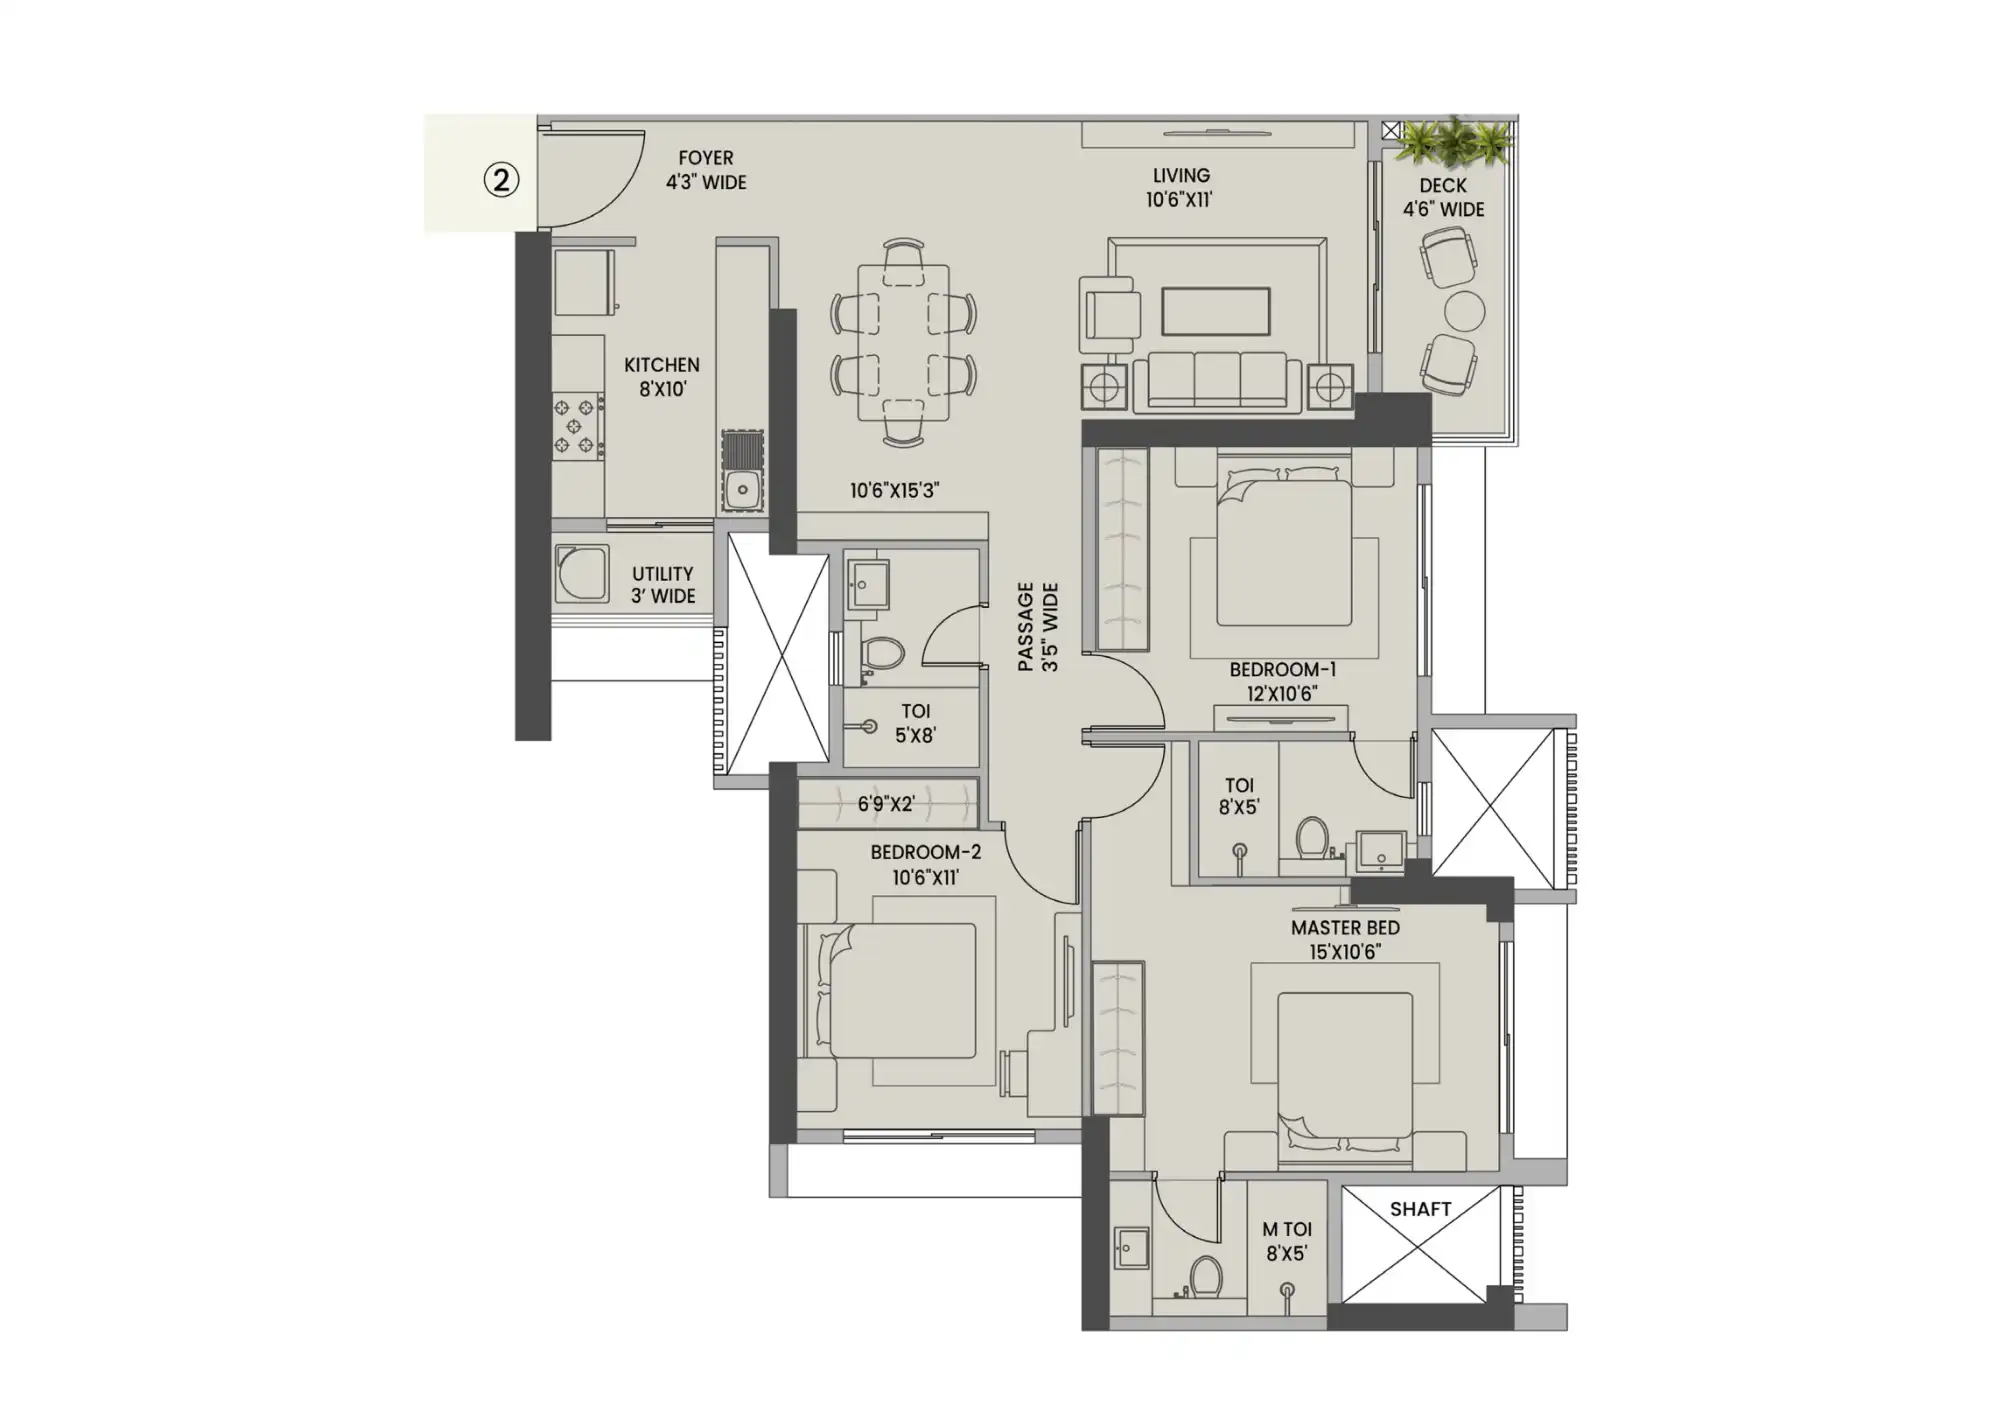 2
FOYER
4'3" WIDE
LIVING
10'6"X11'
DECK
4'6" WIDE
KITCHEN
8'X10'
10'6"X15'3"
UTILITY
3' WIDE
PASSAGE
3'5" WIDE
BEDROOM-1
12'X10'6"
TOI
5'X8'
TOI
8'X5'
6'9"X2'
BEDROOM-2
10'6"X11'
MASTER BED
15'X10'6"
M TOI
8'X5'
SHAFT